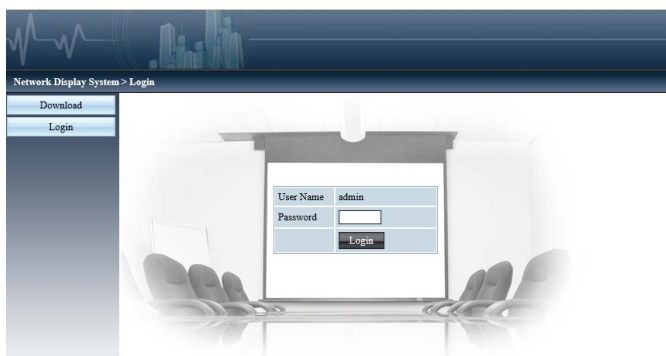 Network Display System > Login
Download
Login
User Name admin
Password
Login